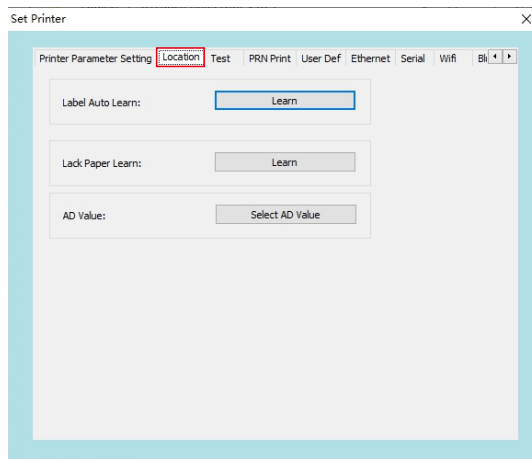 Set Printer
Printer Parameter Setting Location Test PRN Print User Def Ethernet Serial Wifi
Label Auto Learn: Learn
Lack Paper Learn: Learn
AD Value: Select AD Value